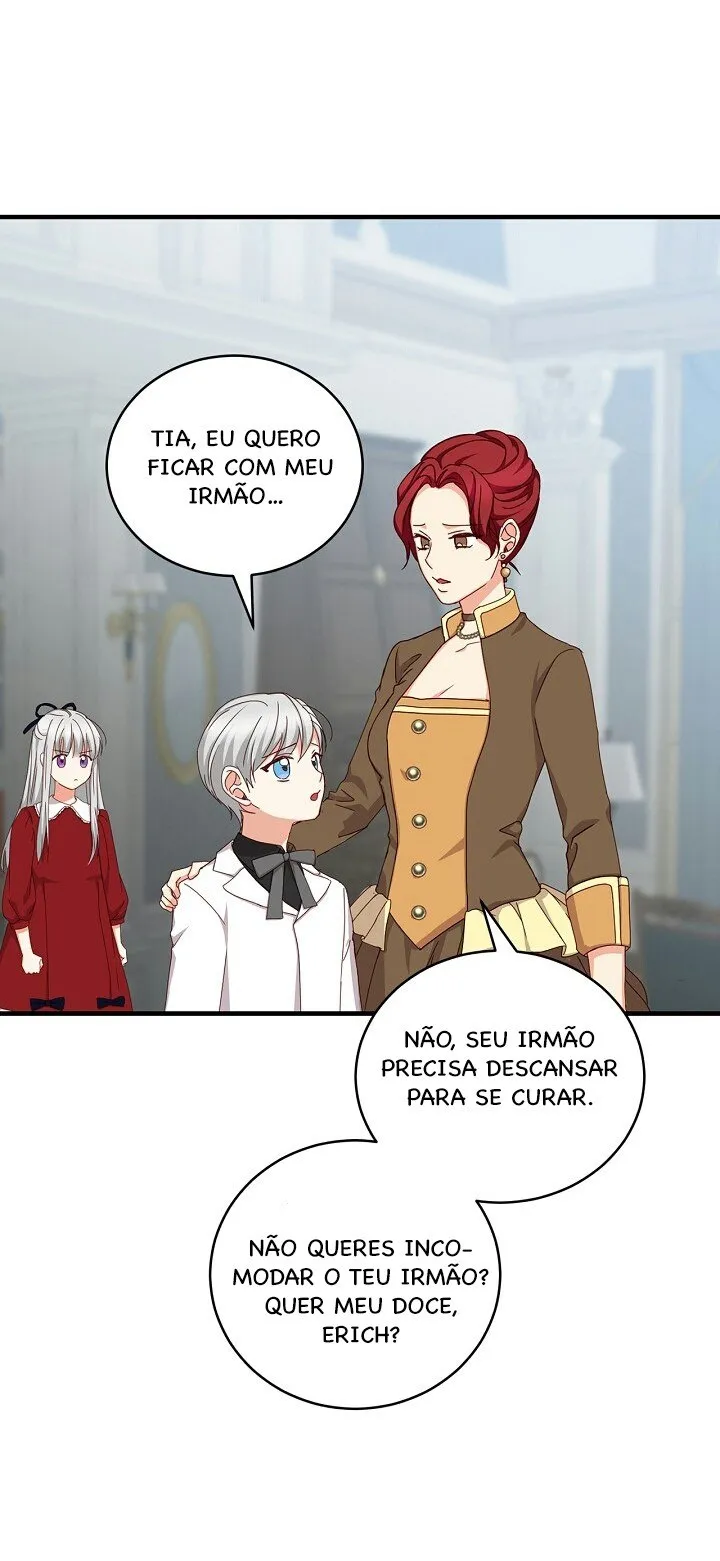 TIA, EU QUERO
FICAR COM MEU
IRMÃO...
NÃO, SEU IRMÃO
PRECISA DESCANSAR
PARA SE CURAR.
NÃO QUERES INCO-
MODAR O TEU IRMÃO?
QUER MEU DOCE,
ERICH?